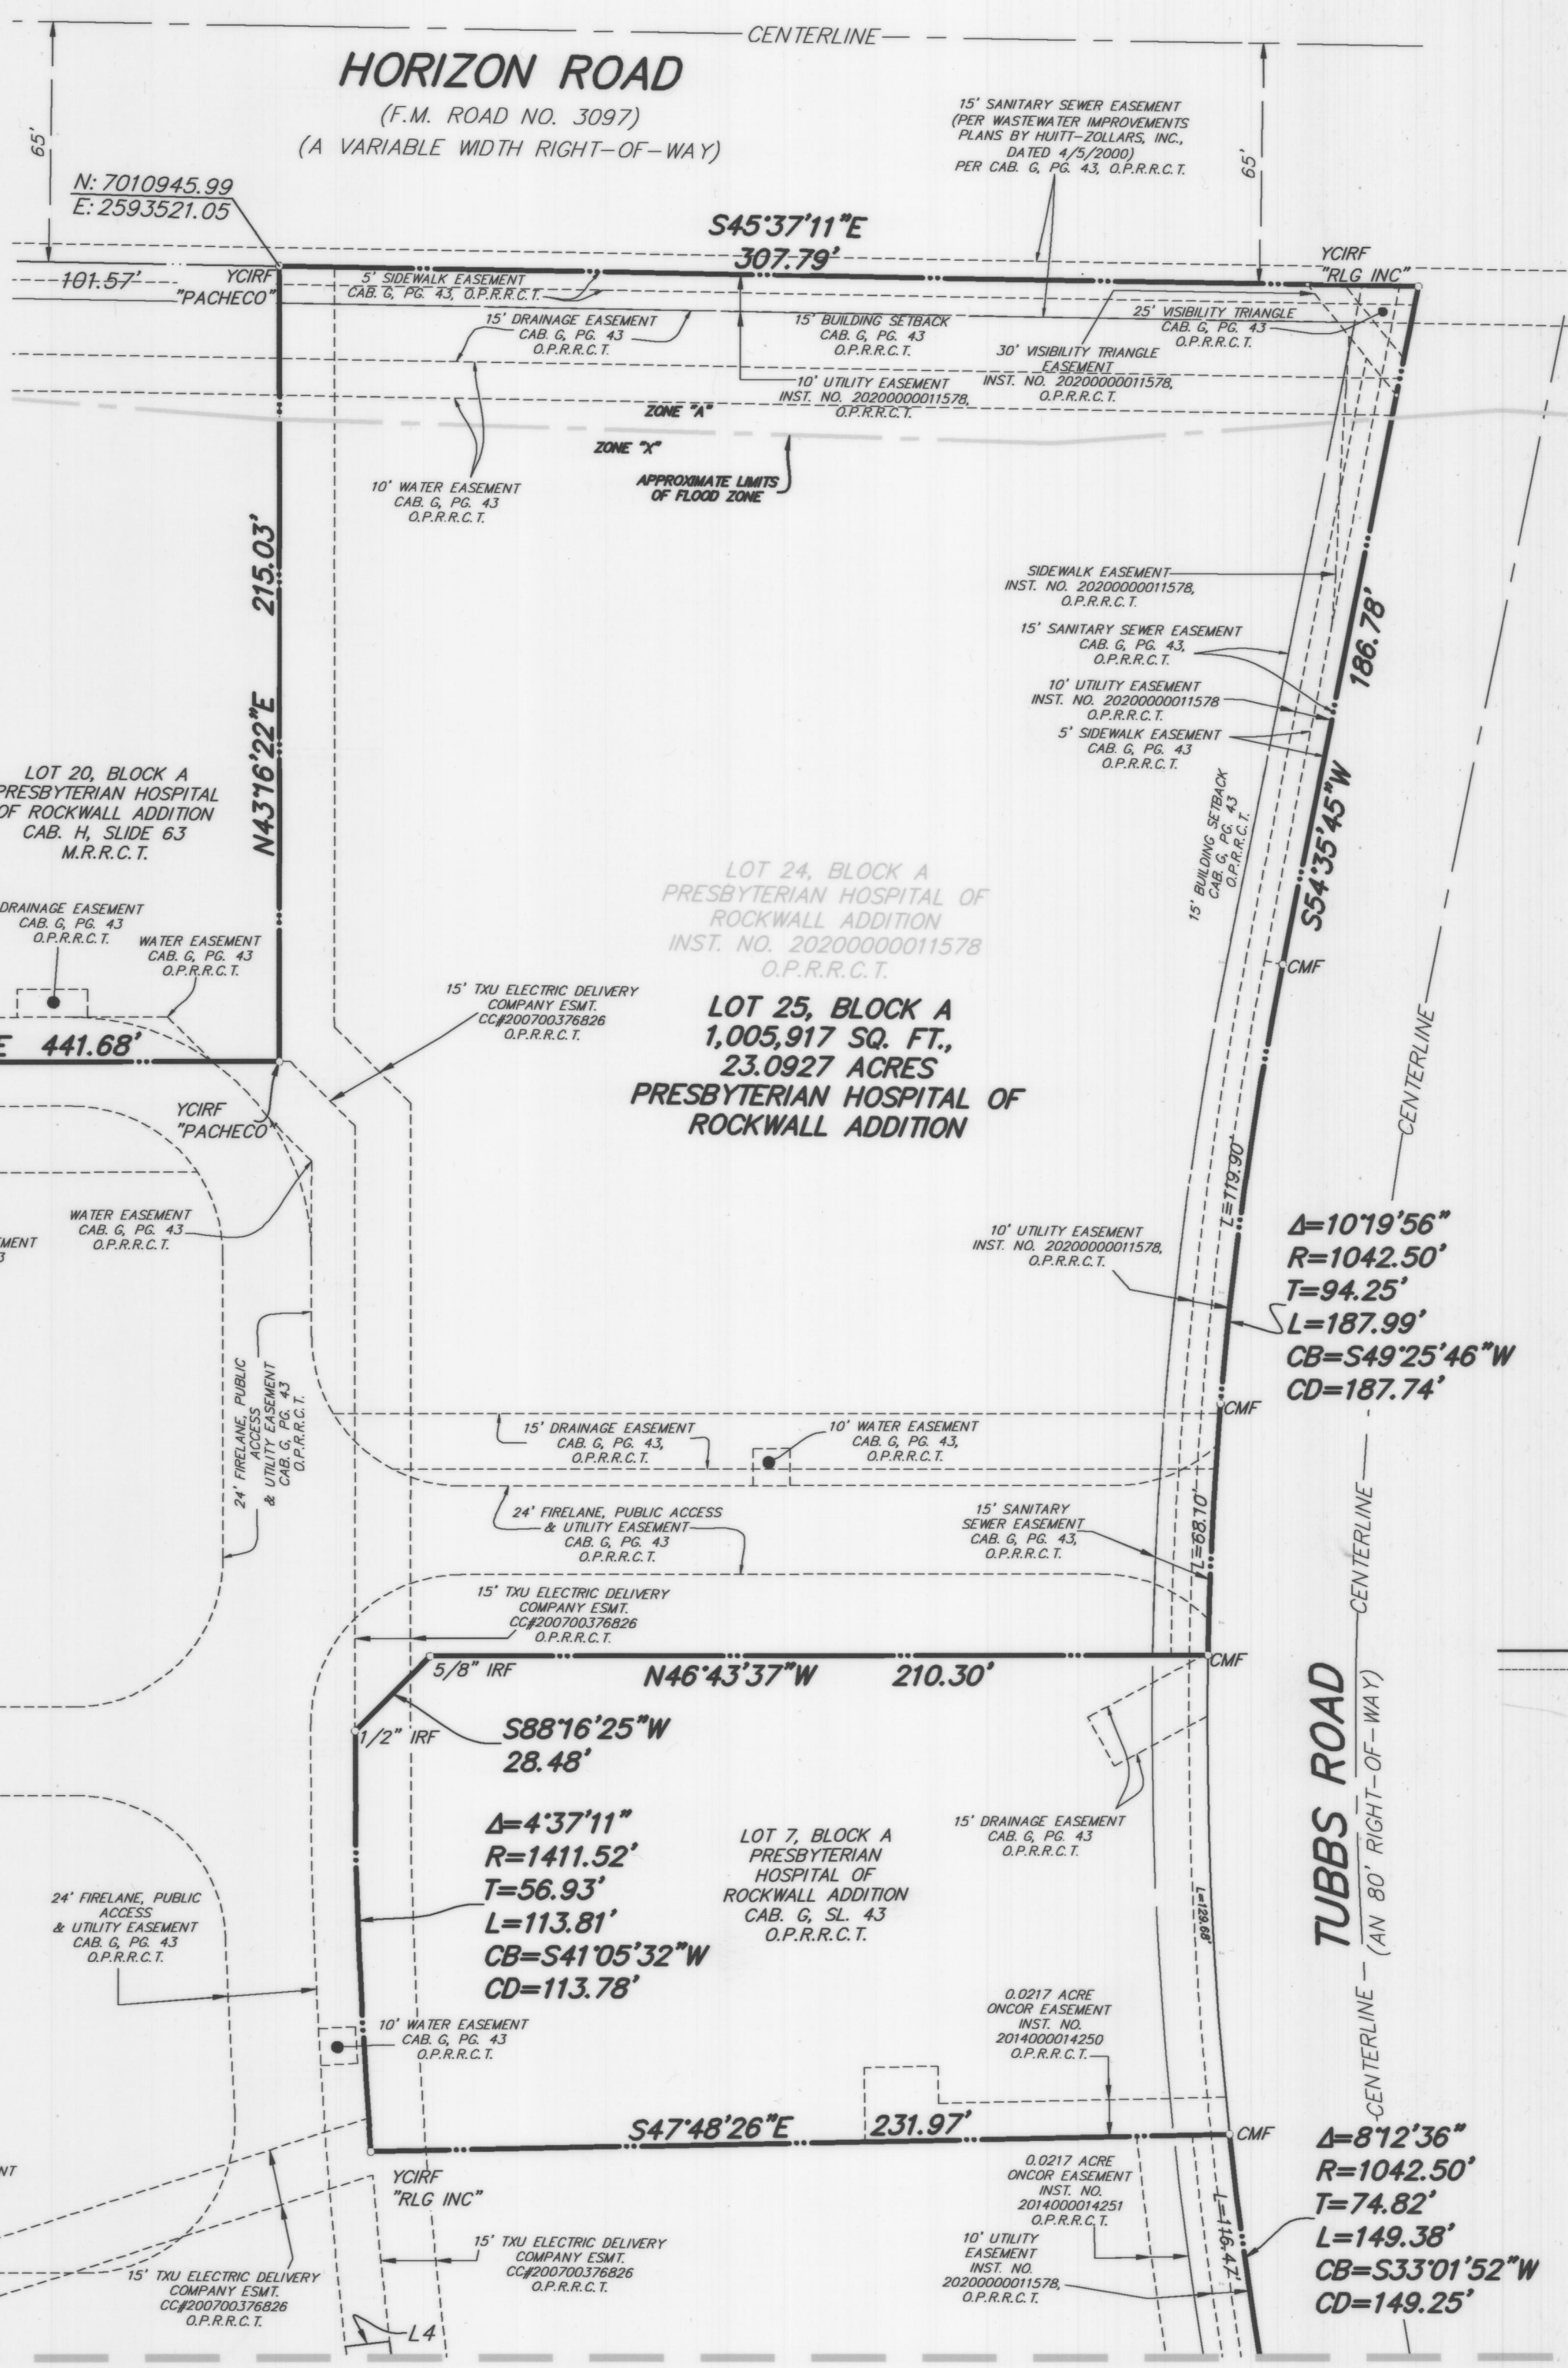 CENTERLINE
HORIZON ROAD
(F.M. ROAD NO. 3097)
(A VARIABLE WIDTH RIGHT-OF-WAY)
65'
65'
15' SANITARY SEWER EASEMENT
(PER WASTEWATER IMPROVEMENTS
PLANS BY HUITT-ZOLLARS, INC.,
DATED 4/5/2000)
PER CAB. G, PG. 43, O.P.R.R.C.T.
N: 7010945.99
E: 2593521.05
S45°37'11"E
307.79'
101.57'
YCIRF
"PACHECO"
YCIRF
"RLG INC"
5' SIDEWALK EASEMENT
CAB. G, PG. 43, O.P.R.R.C.T.
15' DRAINAGE EASEMENT
CAB. G, PG. 43
O.P.R.R.C.T.
15' BUILDING SETBACK
CAB. G, PG. 43
O.P.R.R.C.T.
25' VISIBILITY TRIANGLE
CAB. G, PG. 43
O.P.R.R.C.T.
30' VISIBILITY TRIANGLE
EASEMENT
INST. NO. 20200000011578,
O.P.R.R.C.T.
10' UTILITY EASEMENT
INST. NO. 20200000011578,
O.P.R.R.C.T.
ZONE "A"
ZONE "X"
APPROXIMATE LIMITS
OF FLOOD ZONE
10' WATER EASEMENT
CAB. G, PG. 43
O.P.R.R.C.T.
N43°16'22"E 215.03'
SIDEWALK EASEMENT
INST. NO. 20200000011578,
O.P.R.R.C.T.
15' SANITARY SEWER EASEMENT
CAB. G, PG. 43,
O.P.R.R.C.T.
10' UTILITY EASEMENT
INST. NO. 20200000011578
O.P.R.R.C.T.
5' SIDEWALK EASEMENT
CAB. G, PG. 43
O.P.R.R.C.T.
S54°35'45"W 186.78'
15' BUILDING SETBACK
CAB. G, PG. 43
O.P.R.R.C.T.
LOT 20, BLOCK A
PRESBYTERIAN HOSPITAL
OF ROCKWALL ADDITION
CAB. H, SLIDE 63
M.R.R.C.T.
DRAINAGE EASEMENT
CAB. G, PG. 43
O.P.R.R.C.T.
WATER EASEMENT
CAB. G, PG. 43
O.P.R.R.C.T.
LOT 24, BLOCK A
PRESBYTERIAN HOSPITAL OF
ROCKWALL ADDITION
INST. NO. 20200000011578
O.P.R.R.C.T.
LOT 25, BLOCK A
1,005,917 SQ. FT.,
23.0927 ACRES
PRESBYTERIAN HOSPITAL OF
ROCKWALL ADDITION
15' TXU ELECTRIC DELIVERY
COMPANY ESMT.
CC#200700376826
O.P.R.R.C.T.
CMF
E 441.68'
YCIRF
"PACHECO"
CENTERLINE
L=119.90'
WATER EASEMENT
CAB. G, PG. 43
O.P.R.R.C.T.
MENT
3
10' UTILITY EASEMENT
INST. NO. 20200000011578,
O.P.R.R.C.T.
Δ=10°19'56"
R=1042.50'
T=94.25'
L=187.99'
CB=S49°25'46"W
CD=187.74'
24' FIRELANE, PUBLIC
ACCESS
& UTILITY EASEMENT
CAB. G, PG. 43
O.P.R.R.C.T.
CMF
15' DRAINAGE EASEMENT
CAB. G, PG. 43,
O.P.R.R.C.T.
10' WATER EASEMENT
CAB. G, PG. 43,
O.P.R.R.C.T.
24' FIRELANE, PUBLIC ACCESS
& UTILITY EASEMENT
CAB. G, PG. 43
O.P.R.R.C.T.
15' SANITARY
SEWER EASEMENT
CAB. G, PG. 43,
O.P.R.R.C.T.
L=68.10'
CENTERLINE
15' TXU ELECTRIC DELIVERY
COMPANY ESMT.
CC#200700376826
O.P.R.R.C.T.
5/8" IRF
N46°43'37"W 210.30'
CMF
1/2" IRF
S88°16'25"W
28.48'
TUBBS ROAD
(AN 80' RIGHT-OF-WAY)
Δ=4°37'11"
R=1411.52'
T=56.93'
L=113.81'
CB=S41°05'32"W
CD=113.78'
LOT 7, BLOCK A
PRESBYTERIAN
HOSPITAL OF
ROCKWALL ADDITION
CAB. G, SL. 43
O.P.R.R.C.T.
15' DRAINAGE EASEMENT
CAB. G, PG. 43
O.P.R.R.C.T.
L=129.68'
24' FIRELANE, PUBLIC
ACCESS
& UTILITY EASEMENT
CAB. G, PG. 43
O.P.R.R.C.T.
10' WATER EASEMENT
CAB. G, PG. 43
O.P.R.R.C.T.
0.0217 ACRE
ONCOR EASEMENT
INST. NO.
2014000014250
O.P.R.R.C.T.
CENTERLINE
S47°48'26"E 231.97'
CMF
NT
YCIRF
"RLG INC"
0.0217 ACRE
ONCOR EASEMENT
INST. NO.
2014000014251
O.P.R.R.C.T.
L=116.47'
Δ=8°12'36"
R=1042.50'
T=74.82'
L=149.38'
CB=S33°01'52"W
CD=149.25'
15' TXU ELECTRIC DELIVERY
COMPANY ESMT.
CC#200700376826
O.P.R.R.C.T.
10' UTILITY
EASEMENT
INST. NO.
20200000011578,
O.P.R.R.C.T.
15' TXU ELECTRIC DELIVERY
COMPANY ESMT.
CC#200700376826
O.P.R.R.C.T.
L4